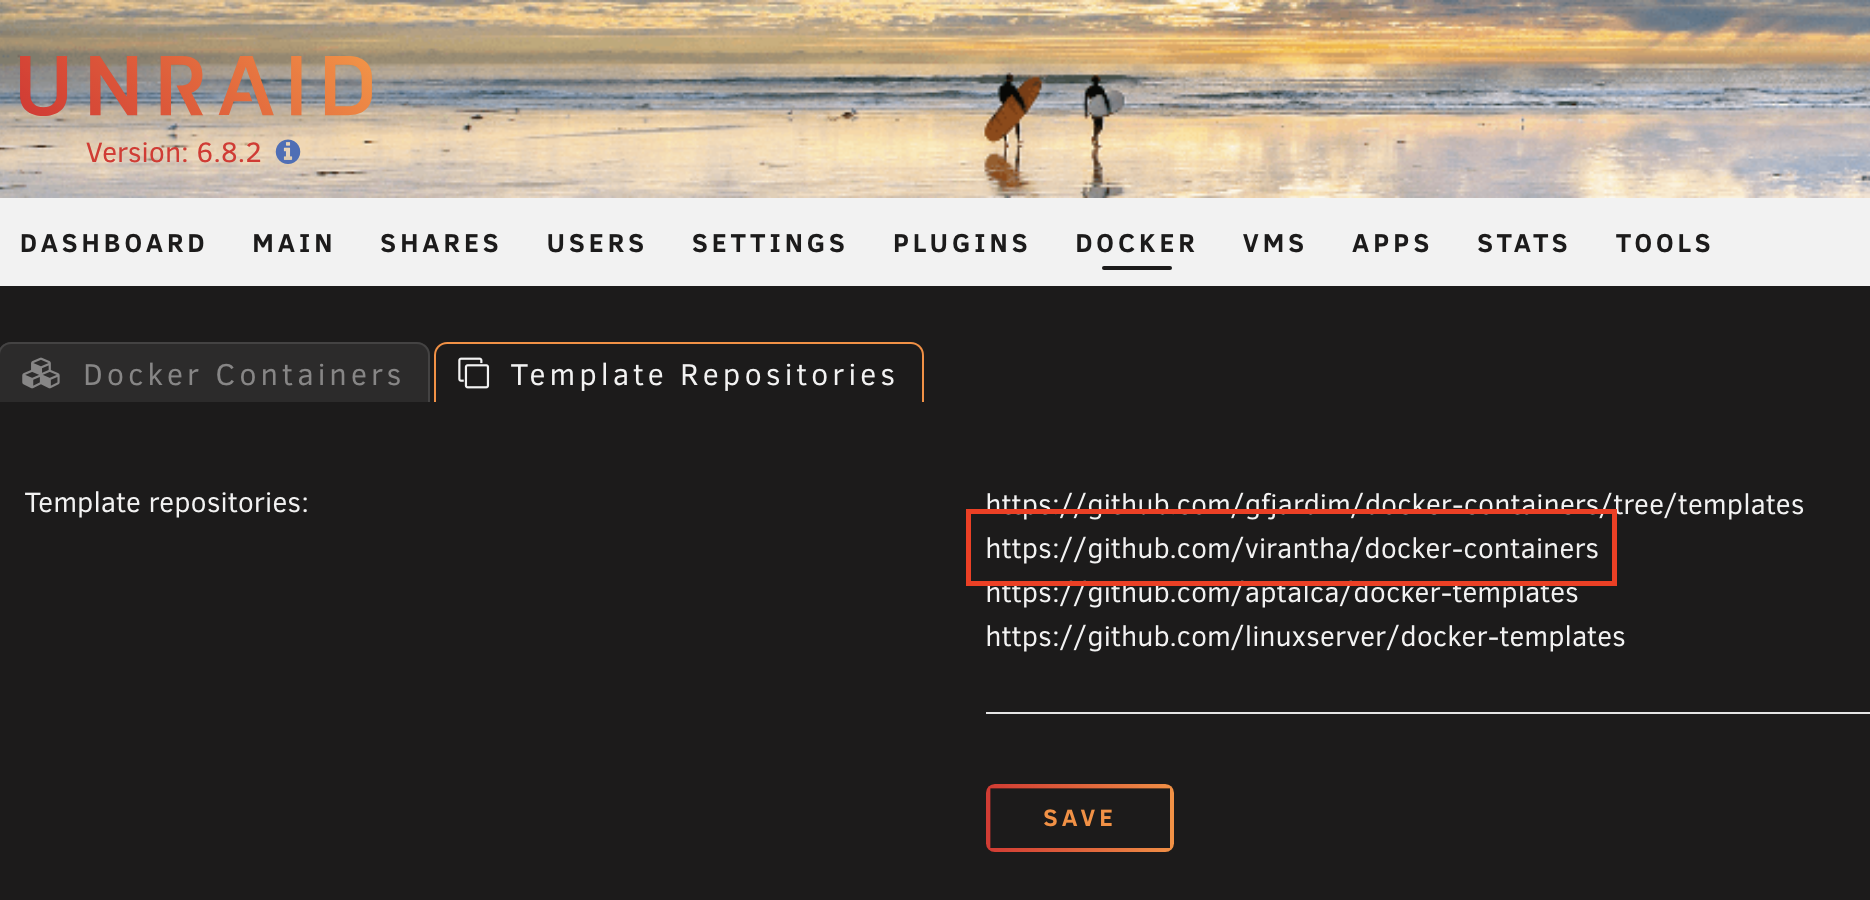 UNRAID
Version: 6.8.2
DASHBOARD MAIN SHARES USERS SETTINGS PLUGINS DOCKER VMS APPS STATS TOOLS
Docker Containers Template Repositories
Template repositories:
https://github.com/gfjardim/docker-containers/tree/templates
https://github.com/virantha/docker-containers
https://github.com/aptalca/docker-templates
https://github.com/linuxserver/docker-templates
SAVE